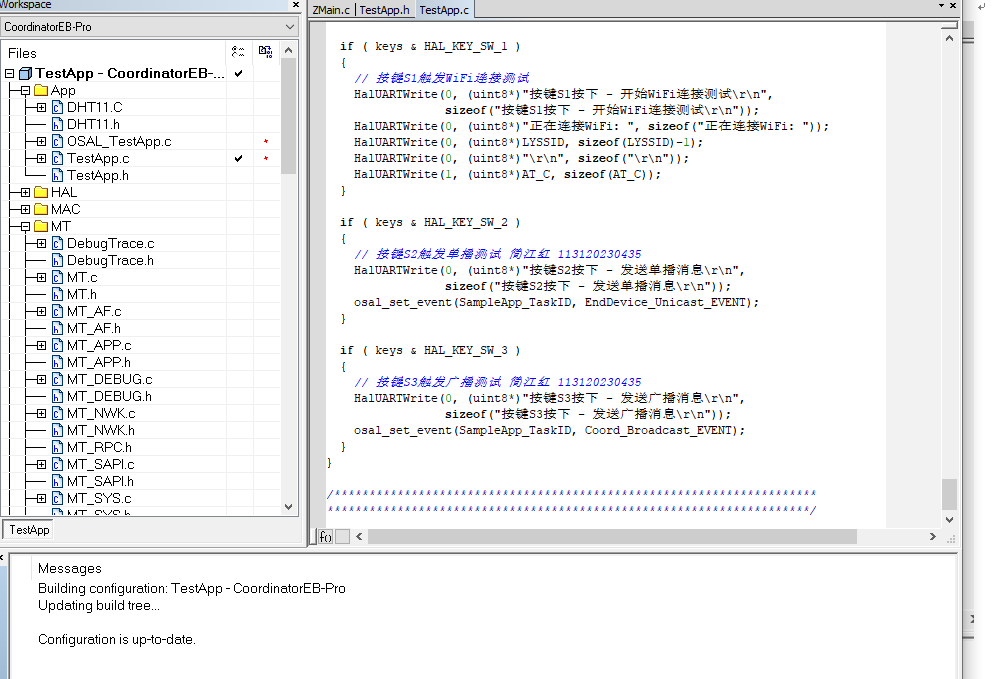 Workspace
CoordinatorEB-Pro
Files
TestApp - CoordinatorEB-...
App
DHT11.C
DHT11.h
OSAL_TestApp.c
TestApp.c
TestApp.h
HAL
MAC
MT
DebugTrace.c
DebugTrace.h
MT.c
MT.h
MT_AF.c
MT_AF.h
MT_APP.c
MT_APP.h
MT_DEBUG.c
MT_DEBUG.h
MT_NWK.c
MT_NWK.h
MT_RPC.h
MT_SAPI.c
MT_SAPI.h
MT_SYS.c
MT_SYS.h
TestApp
ZMain.c | TestApp.h TestApp.c
if ( keys & HAL_KEY_SW_1 )
{
// 按键S1触发WiFi连接测试
HalUARTWrite(0, (uint8*)"按键S1按下 - 开始WiFi连接测试\r\n",
sizeof("按键S1按下 - 开始WiFi连接测试\r\n"));
HalUARTWrite(0, (uint8*)"正在连接WiFi: ", sizeof("正在连接WiFi: "));
HalUARTWrite(0, (uint8*)LYSSID, sizeof(LYSSID)-1);
HalUARTWrite(0, (uint8*)"\r\n", sizeof("\r\n"));
HalUARTWrite(1, (uint8*)AT_C, sizeof(AT_C));
}
if ( keys & HAL_KEY_SW_2 )
{
// 按键S2触发单播测试 简江红 113120230435
HalUARTWrite(0, (uint8*)"按键S2按下 - 发送单播消息\r\n",
sizeof("按键S2按下 - 发送单播消息\r\n"));
osal_set_event(SampleApp_TaskID, EndDevice_Unicast_EVENT);
}
if ( keys & HAL_KEY_SW_3 )
{
// 按键S3触发广播测试 简江红 113120230435
HalUARTWrite(0, (uint8*)"按键S3按下 - 发送广播消息\r\n",
sizeof("按键S3按下 - 发送广播消息\r\n"));
osal_set_event(SampleApp_TaskID, Coord_Broadcast_EVENT);
}
}
/*********************************************************************
*********************************************************************/
f()
Messages
Building configuration: TestApp - CoordinatorEB-Pro
Updating build tree...
Configuration is up-to-date.